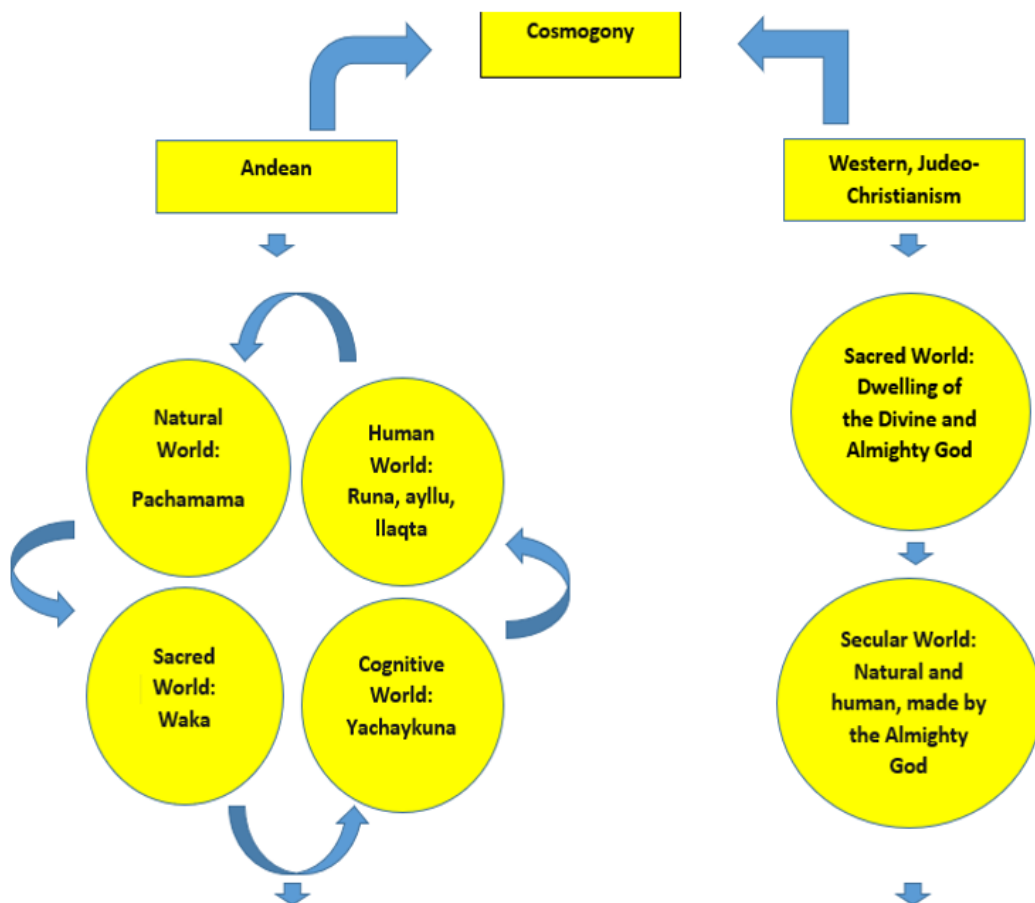 Cosmogony
Andean
Western, Judeo-
Christianism
Natural
World:
Pachamama
Human
World:
Runa, ayllu,
llaqta
Sacred
World:
Waka
Cognitive
World:
Yachaykuna
Sacred World:
Dwelling of
the Divine and
Almighty God
Secular World:
Natural and
human, made by
the Almighty
God